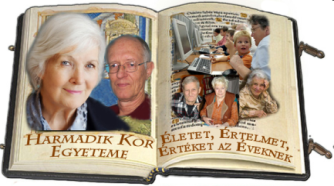 HARMADIK KOR
EGYETEME
ÉLETET, ÉRTELMET,
ÉRTÉKET AZ ÉVEKNEK